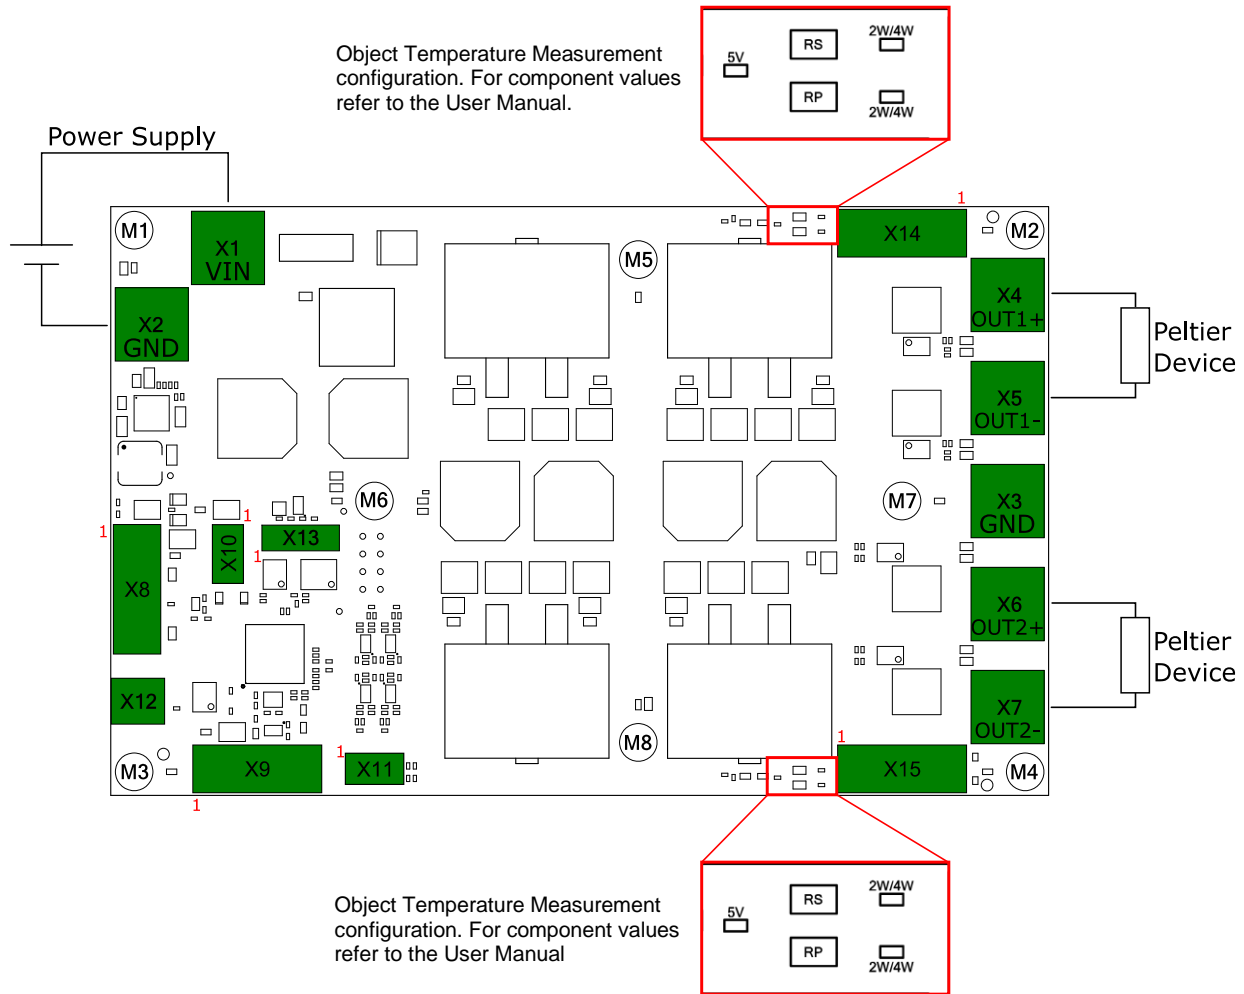 Object Temperature Measurement
configuration. For component values
refer to the User Manual.
5V
RS
2W/4W
RP
2W/4W
Power Supply
1
M1
X1
VIN
M5
X14
M2
X2
GND
X4
OUT1+
Peltier
Device
X5
OUT1-
M6
M7
X3
GND
1
1
X10
X13
1
X8
X6
OUT2+
Peltier
Device
X12
X7
OUT2-
M8
1
1
M3
X9
X11
X15
M4
1
Object Temperature Measurement
configuration. For component values
refer to the User Manual
5V
RS
2W/4W
RP
2W/4W